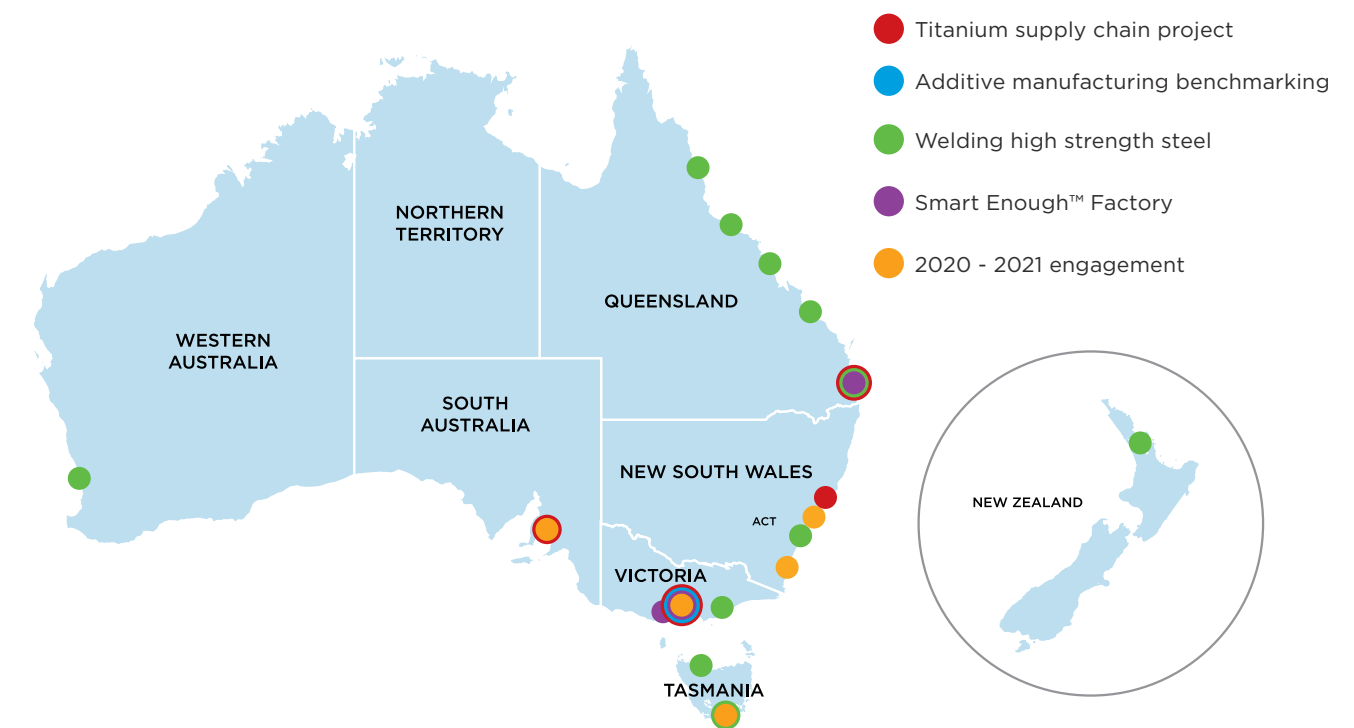 Titanium supply chain project
Additive manufacturing benchmarking
Welding high strength steel
Smart Enough™ Factory
2020 - 2021 engagement
NORTHERN
TERRITORY
QUEENSLAND
WESTERN
AUSTRALIA
SOUTH
AUSTRALIA
NEW SOUTH WALES
ACT
VICTORIA
TASMANIA
NEW ZEALAND